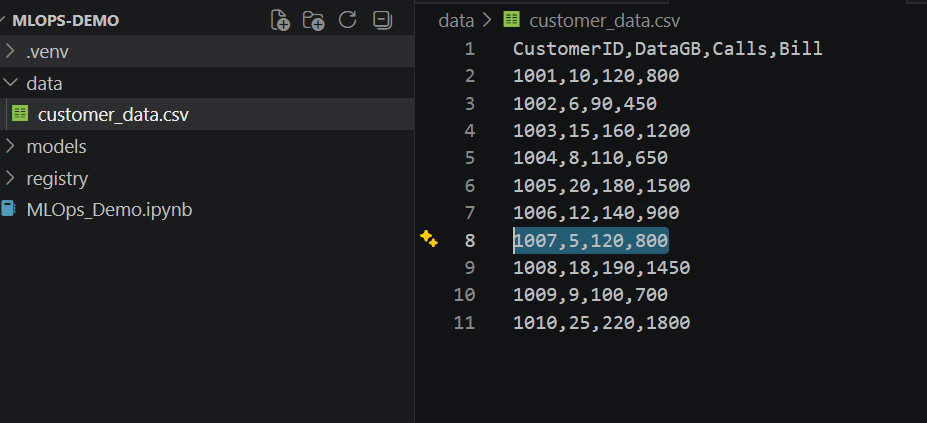 MLOPS-DEMO
.venv
data
customer_data.csv
models
registry
MLOps_Demo.ipynb
data > customer_data.csv
1 CustomerID,DataGB,Calls,Bill
2 1001,10,120,800
3 1002,6,90,450
4 1003,15,160,1200
5 1004,8,110,650
6 1005,20,180,1500
7 1006,12,140,900
8 1007,5,120,800
9 1008,18,190,1450
10 1009,9,100,700
11 1010,25,220,1800